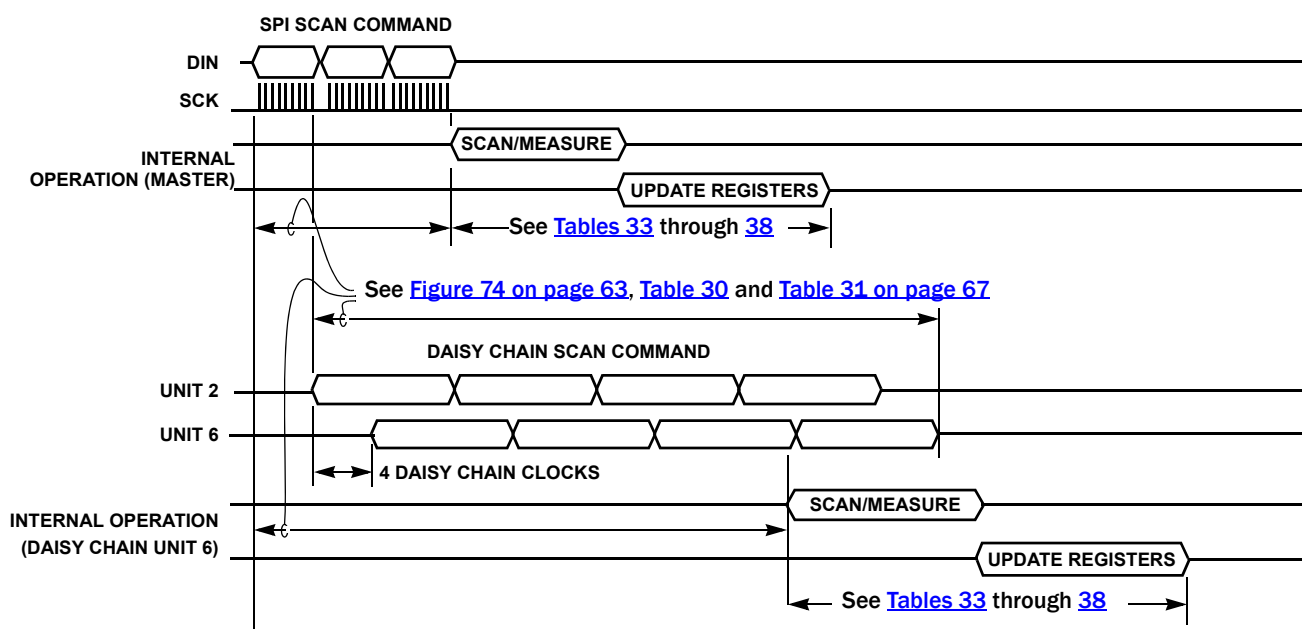 SPI SCAN COMMAND
DIN
SCK
SCAN/MEASURE
INTERNAL
OPERATION (MASTER)
UPDATE REGISTERS
See Tables 33 through 38
See Figure 74 on page 63, Table 30 and Table 31 on page 67
DAISY CHAIN SCAN COMMAND
UNIT 2
UNIT 6
4 DAISY CHAIN CLOCKS
SCAN/MEASURE
INTERNAL OPERATION
(DAISY CHAIN UNIT 6)
UPDATE REGISTERS
See Tables 33 through 38